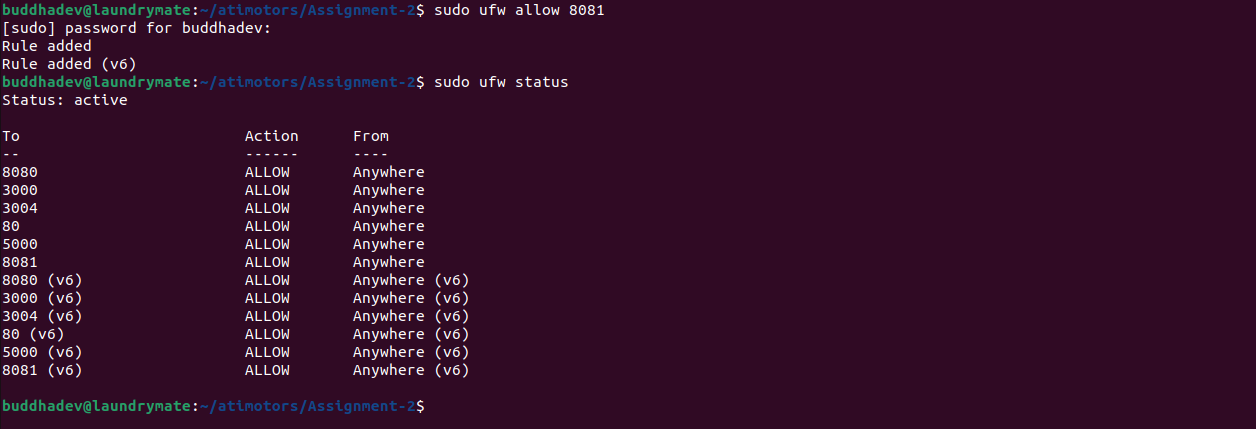 buddhadev@laundrymate:~/atimotors/Assignment-2$ sudo ufw allow 8081
[sudo] password for buddhadev:
Rule added
Rule added (v6)
buddhadev@laundrymate:~/atimotors/Assignment-2$ sudo ufw status
Status: active
To Action From
-- ------ ----
8080 ALLOW Anywhere
3000 ALLOW Anywhere
3004 ALLOW Anywhere
80 ALLOW Anywhere
5000 ALLOW Anywhere
8081 ALLOW Anywhere
8080 (v6) ALLOW Anywhere (v6)
3000 (v6) ALLOW Anywhere (v6)
3004 (v6) ALLOW Anywhere (v6)
80 (v6) ALLOW Anywhere (v6)
5000 (v6) ALLOW Anywhere (v6)
8081 (v6) ALLOW Anywhere (v6)
buddhadev@laundrymate:~/atimotors/Assignment-2$